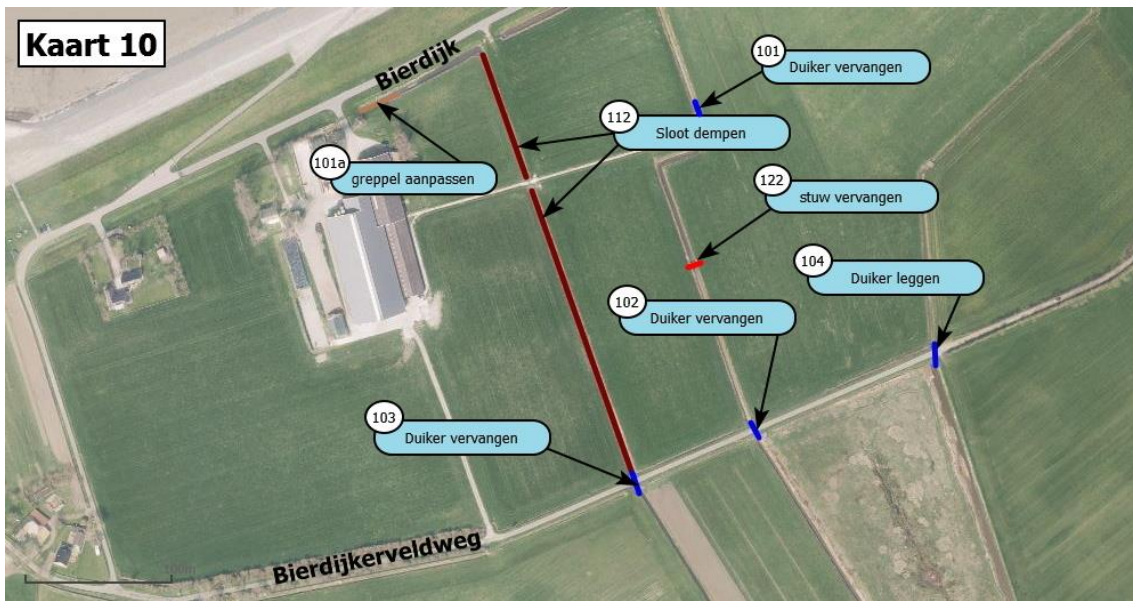 Kaart 10
Bierdijk
101
Duiker vervangen
112
Sloot dempen
101a
greppel aanpassen
122
stuw vervangen
104
Duiker leggen
102
Duiker vervangen
103
Duiker vervangen
Bierdijkerveldweg